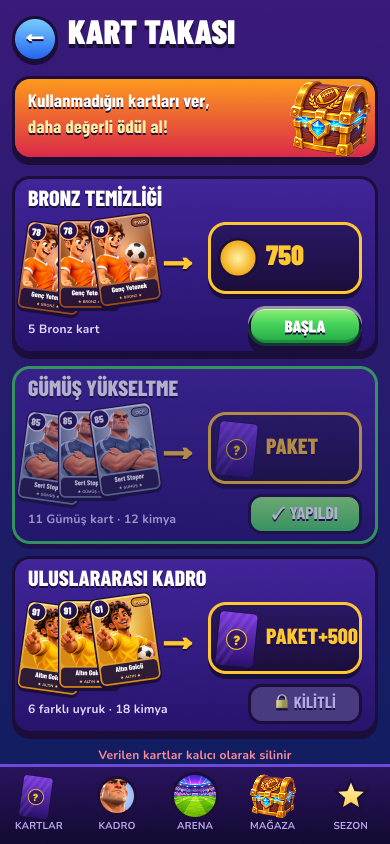 ←
KART TAKASI
Kullanmadığın kartları ver,
daha değerli ödül al!
BRONZ TEMİZLİĞİ
78 78 78 FWD
Genç Yetenek
★ BRONZ ★
→
750
5 Bronz kart
BAŞLA
GÜMÜŞ YÜKSELTME
85 85 85 DEF
Sert Stoper
→
? PAKET
11 Gümüş kart · 12 kimya
✓ YAPILDI
ULUSLARARASI KADRO
91 91 91 FWD
Altın Golcü
★ ALTIN ★
→
? PAKET+500
6 farklı uyruk · 18 kimya
KİLİTLİ
Verilen kartlar kalıcı olarak silinir
?
KARTLAR KADRO ARENA MAĞAZA SEZON